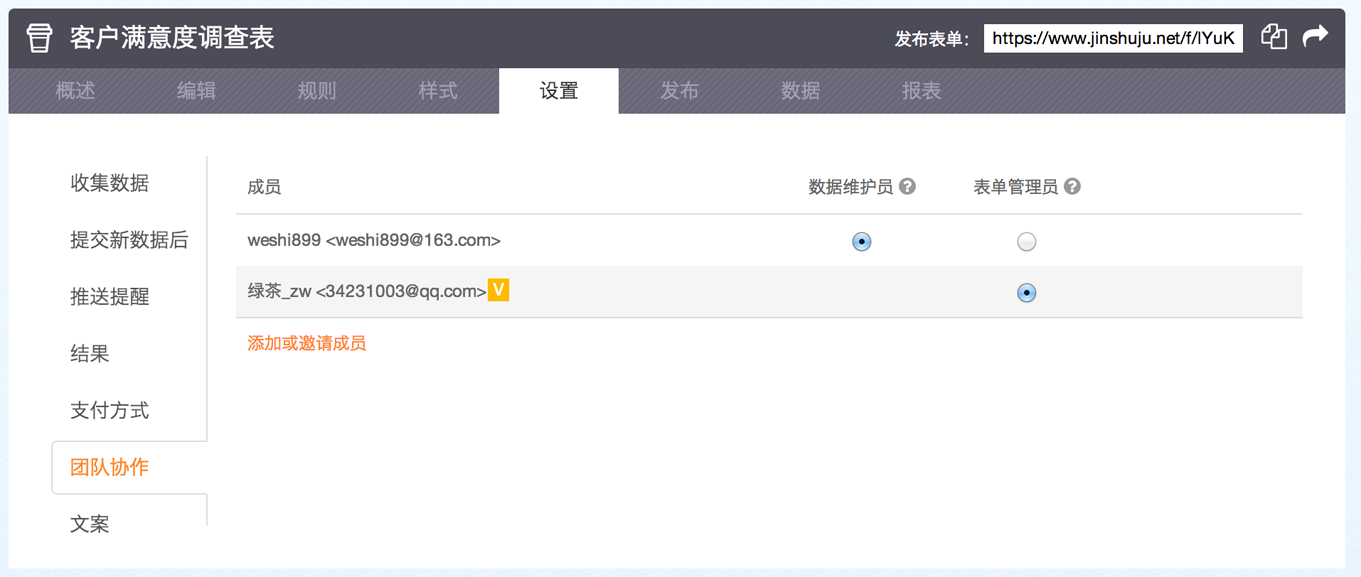 客户满意度调查表
发布表单：
https://www.jinshuju.net/f/lYuK
概述 编辑 规则 样式 设置 发布 数据 报表
收集数据
提交新数据后
推送提醒
结果
支付方式
团队协作
文案
成员 数据维护员 ? 表单管理员 ?
weshi899 <weshi899@163.com>
绿茶_zw <34231003@qq.com> V
添加或邀请成员